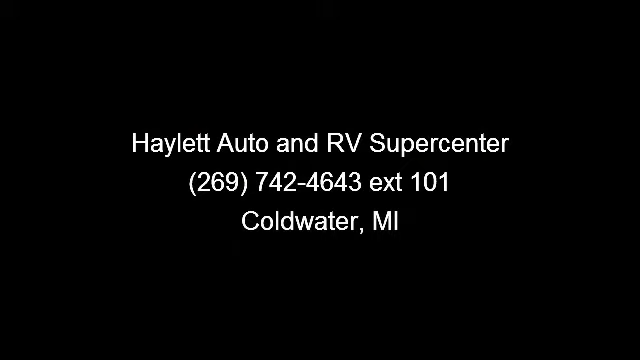 Haylett Auto and RV Supercenter
(269) 742-4643 ext 101
Coldwater, MI